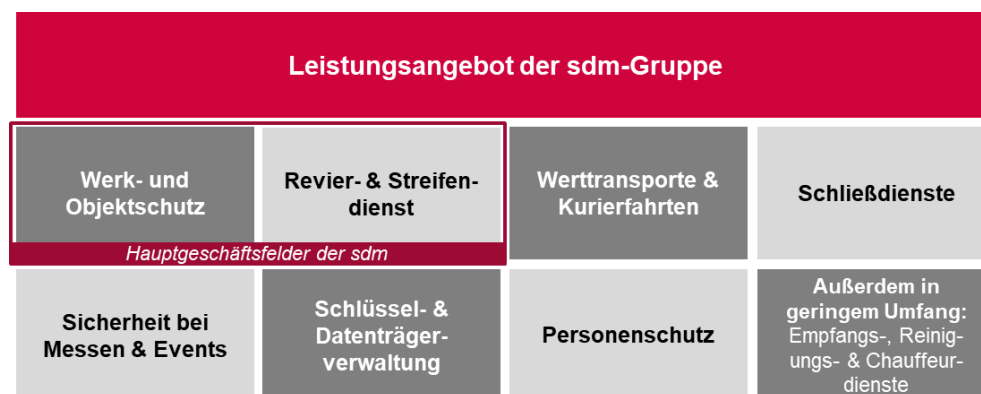 Leistungsangebot der sdm-Gruppe
Werk- und
Objektschutz
Revier- & Streifen-
dienst
Werttransporte &
Kurierfahrten
Schließdienste
Hauptgeschäftsfelder der sdm
Sicherheit bei
Messen & Events
Schlüssel- &
Datenträger-
verwaltung
Personenschutz
Außerdem in
geringem Umfang:
Empfangs-, Reinig-
ungs- & Chauffeur-
dienste